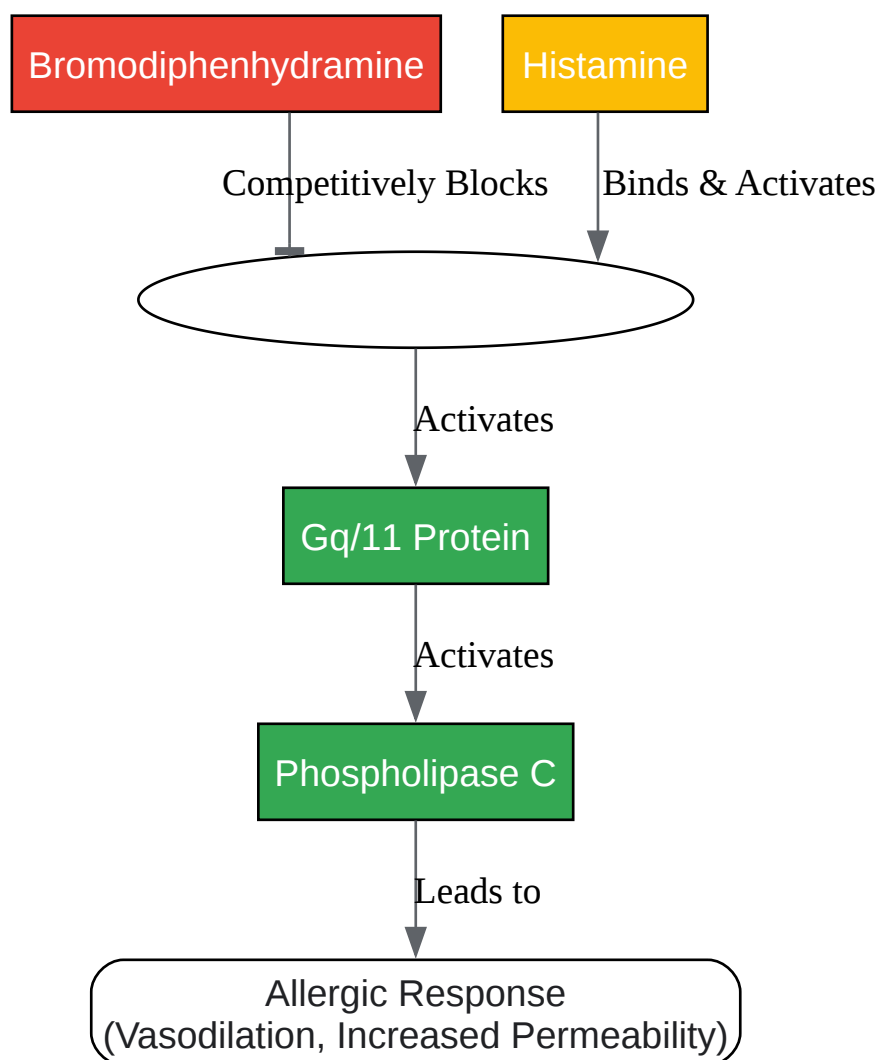 Bromodiphenhydramine
Histamine
Competitively Blocks
Binds & Activates
Activates
Gq/11 Protein
Activates
Phospholipase C
Leads to
Allergic Response
(Vasodilation, Increased Permeability)